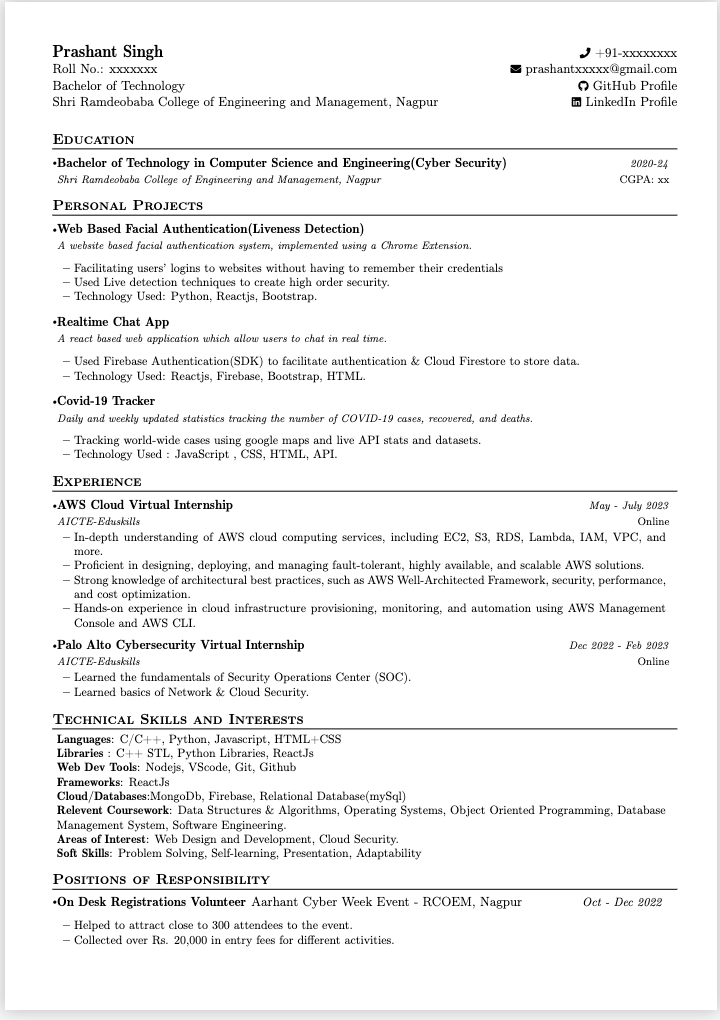 Prashant Singh
+91-xxxxxxxx
Roll No.: xxxxxxx
prashantxxxxx@gmail.com
Bachelor of Technology
GitHub Profile
Shri Ramdeobaba College of Engineering and Management, Nagpur
LinkedIn Profile
Education
•Bachelor of Technology in Computer Science and Engineering(Cyber Security) 2020-24
Shri Ramdeobaba College of Engineering and Management, Nagpur CGPA: xx
Personal Projects
•Web Based Facial Authentication(Liveness Detection)
A website based facial authentication system, implemented using a Chrome Extension.
– Facilitating users' logins to websites without having to remember their credentials
– Used Live detection techniques to create high order security.
– Technology Used: Python, Reactjs, Bootstrap.
•Realtime Chat App
A react based web application which allow users to chat in real time.
– Used Firebase Authentication(SDK) to facilitate authentication & Cloud Firestore to store data.
– Technology Used: Reactjs, Firebase, Bootstrap, HTML.
•Covid-19 Tracker
Daily and weekly updated statistics tracking the number of COVID-19 cases, recovered, and deaths.
– Tracking world-wide cases using google maps and live API stats and datasets.
– Technology Used : JavaScript , CSS, HTML, API.
Experience
•AWS Cloud Virtual Internship May - July 2023
AICTE-Eduskills Online
– In-depth understanding of AWS cloud computing services, including EC2, S3, RDS, Lambda, IAM, VPC, and
more.
– Proficient in designing, deploying, and managing fault-tolerant, highly available, and scalable AWS solutions.
– Strong knowledge of architectural best practices, such as AWS Well-Architected Framework, security, performance,
and cost optimization.
– Hands-on experience in cloud infrastructure provisioning, monitoring, and automation using AWS Management
Console and AWS CLI.
•Palo Alto Cybersecurity Virtual Internship Dec 2022 - Feb 2023
AICTE-Eduskills Online
– Learned the fundamentals of Security Operations Center (SOC).
– Learned basics of Network & Cloud Security.
Technical Skills and Interests
Languages: C/C++, Python, Javascript, HTML+CSS
Libraries : C++ STL, Python Libraries, ReactJs
Web Dev Tools: Nodejs, VScode, Git, Github
Frameworks: ReactJs
Cloud/Databases:MongoDb, Firebase, Relational Database(mySql)
Relevent Coursework: Data Structures & Algorithms, Operating Systems, Object Oriented Programming, Database
Management System, Software Engineering.
Areas of Interest: Web Design and Development, Cloud Security.
Soft Skills: Problem Solving, Self-learning, Presentation, Adaptability
Positions of Responsibility
•On Desk Registrations Volunteer Aarhant Cyber Week Event - RCOEM, Nagpur Oct - Dec 2022
– Helped to attract close to 300 attendees to the event.
– Collected over Rs. 20,000 in entry fees for different activities.